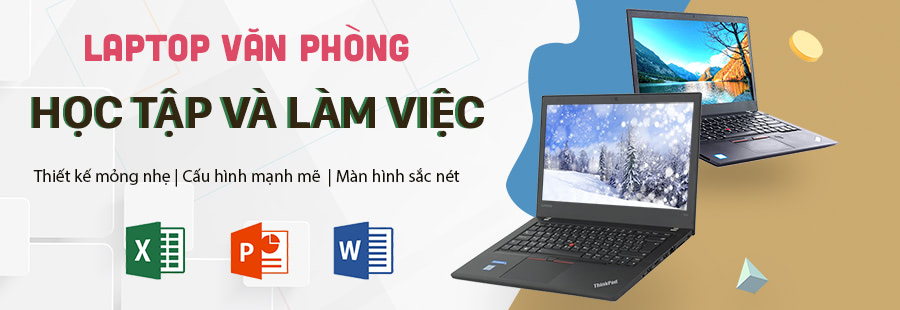 LAPTOP VĂN PHÒNG
HỌC TẬP VÀ LÀM VIỆC
Thiết kế mỏng nhẹ | Cấu hình mạnh mẽ | Màn hình sắc nét
X
P
W
ThinkPad